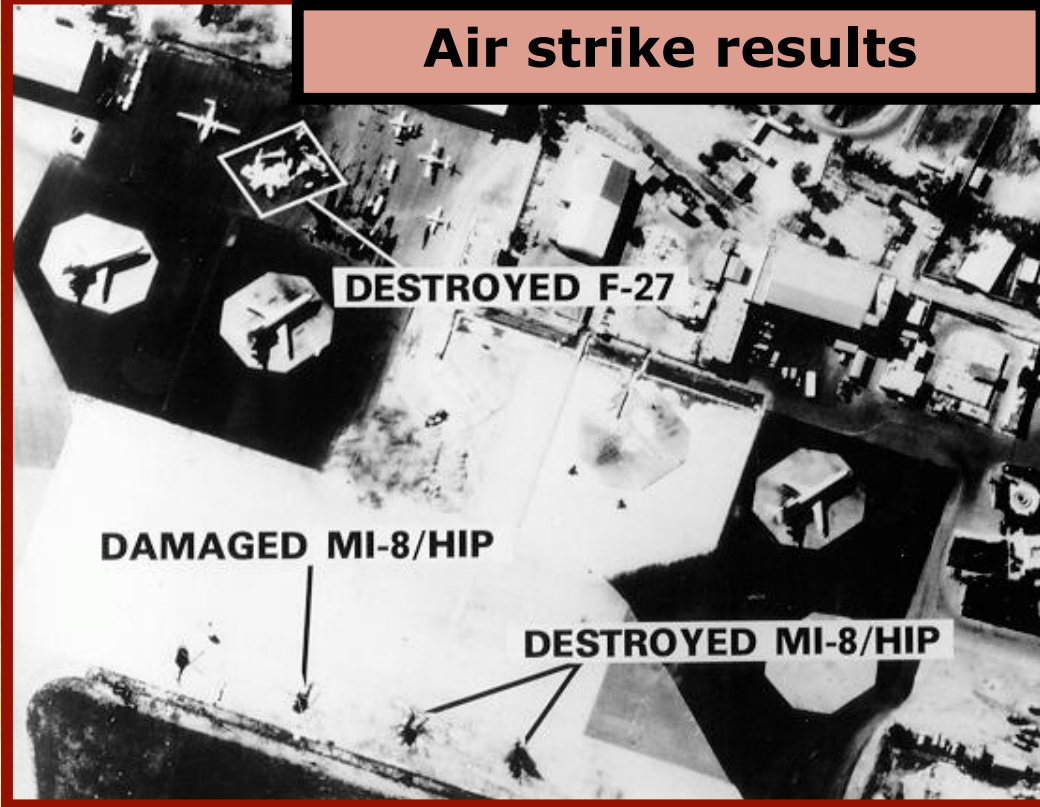 Air strike results
DESTROYED F-27
DAMAGED MI-8/HIP
DESTROYED MI-8/HIP